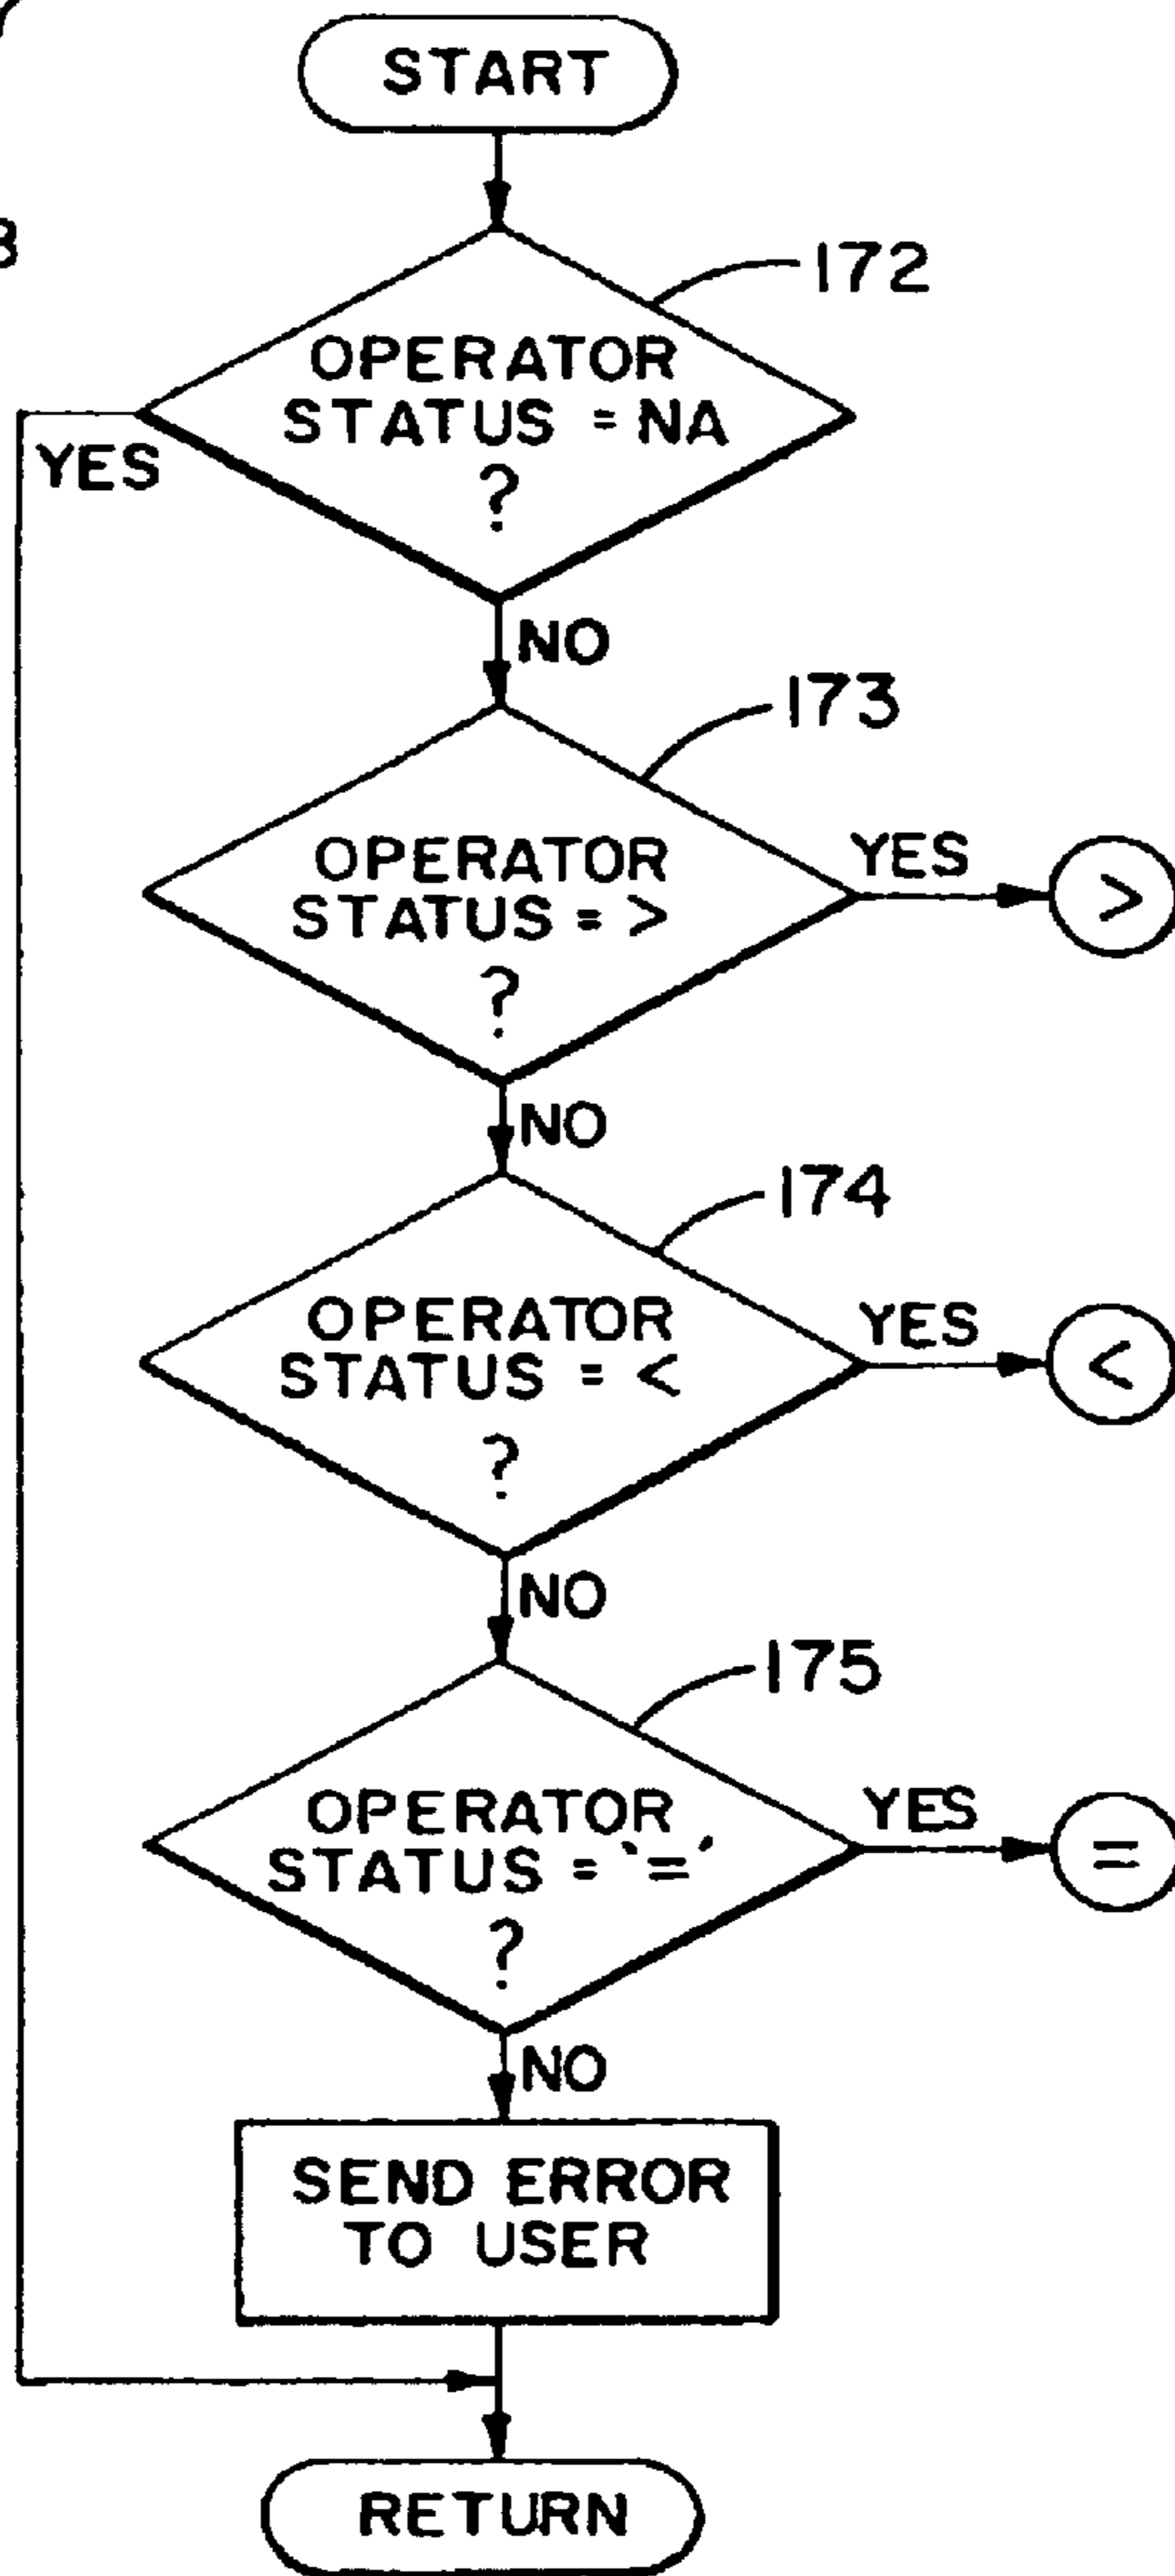 START
172
OPERATOR
STATUS = NA
?
YES
NO
173
OPERATOR
STATUS = >
?
YES
>
NO
174
OPERATOR
STATUS = <
?
YES
<
NO
175
OPERATOR
STATUS = '='
?
YES
=
NO
SEND ERROR
TO USER
RETURN